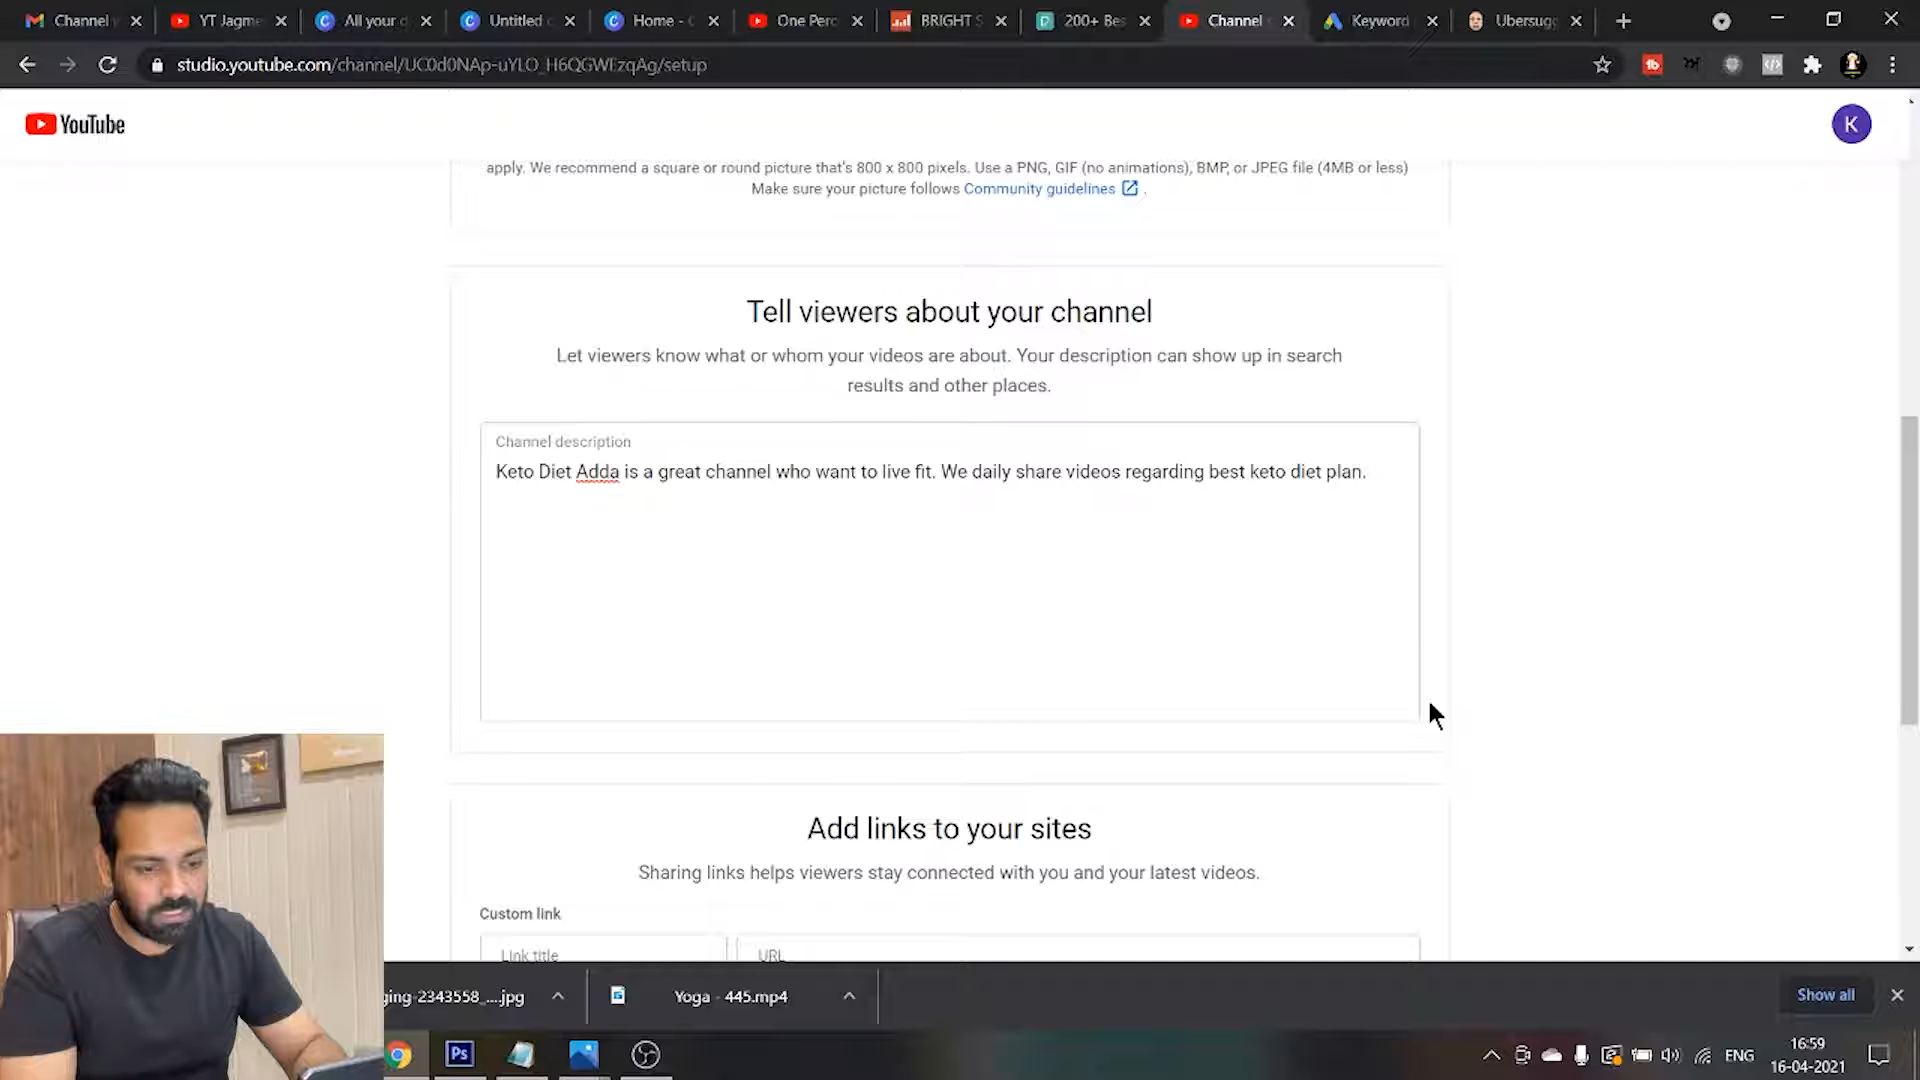 Channel
YT Jagme
All your d
Untitled
Home - C
One Perc
BRIGHT S
200+ Bes
Channel
Keyword
Ubersugg
studio.youtube.com/channel/UC0d0NAp-uYLO_H6QGWEzqAg/setup
YouTube
K
apply. We recommend a square or round picture that's 800 x 800 pixels. Use a PNG, GIF (no animations), BMP, or JPEG file (4MB or less)
Make sure your picture follows Community guidelines .
Tell viewers about your channel
Let viewers know what or whom your videos are about. Your description can show up in search
results and other places.
Channel description
Keto Diet Adda is a great channel who want to live fit. We daily share videos regarding best keto diet plan.
Add links to your sites
Sharing links helps viewers stay connected with you and your latest videos.
Custom link
Link title
URL
ging-2343558_....jpg
Yoga - 445.mp4
Show all
Ps
ENG
16:59
16-04-2021